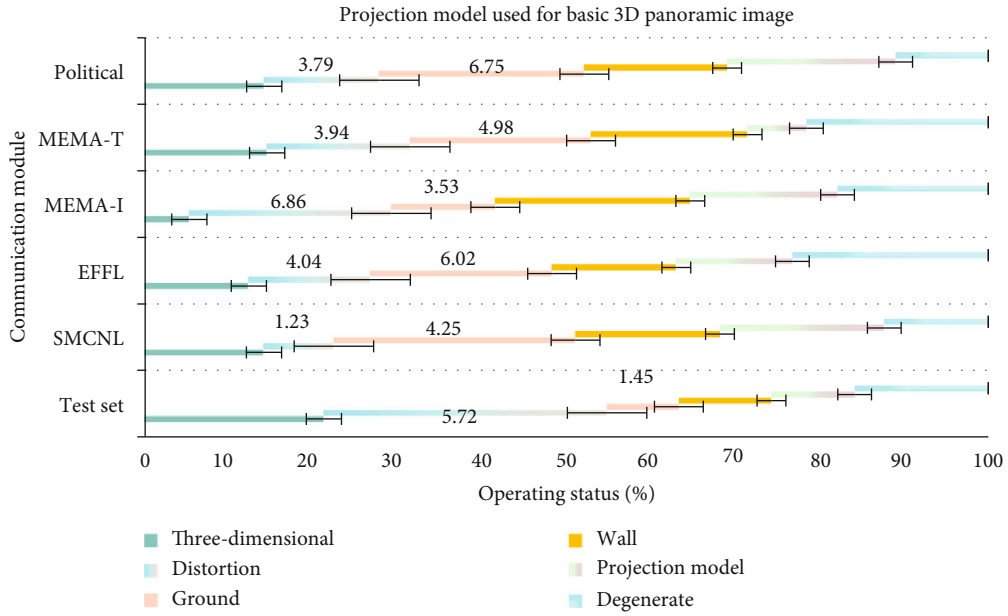 Projection model used for basic 3D panoramic image
Communication module
Political
3.79
6.75
MEMA-T
3.94
4.98
MEMA-I
6.86
3.53
EFFL
4.04
6.02
SMCNL
1.23
4.25
Test set
5.72
1.45
0 10 20 30 40 50 60 70 80 90 100
Operating status (%)
Three-dimensional
Distortion
Ground
Wall
Projection model
Degenerate